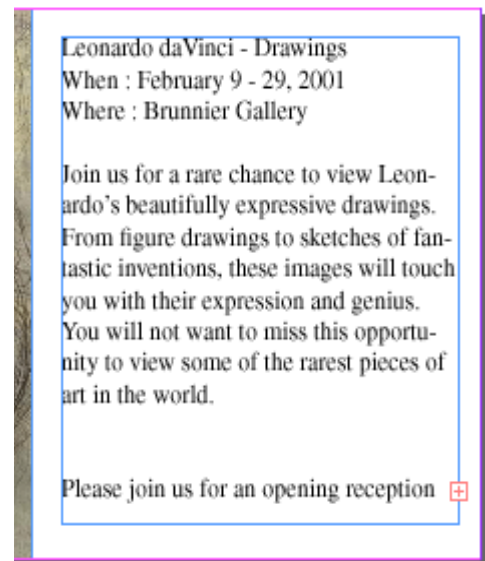 Leonardo daVinci - Drawings
When : February 9 - 29, 2001
Where : Brunnier Gallery
Join us for a rare chance to view Leon-
ardo’s beautifully expressive drawings.
From figure drawings to sketches of fan-
tastic inventions, these images will touch
you with their expression and genius.
You will not want to miss this opportu-
nity to view some of the rarest pieces of
art in the world.
Please join us for an opening reception